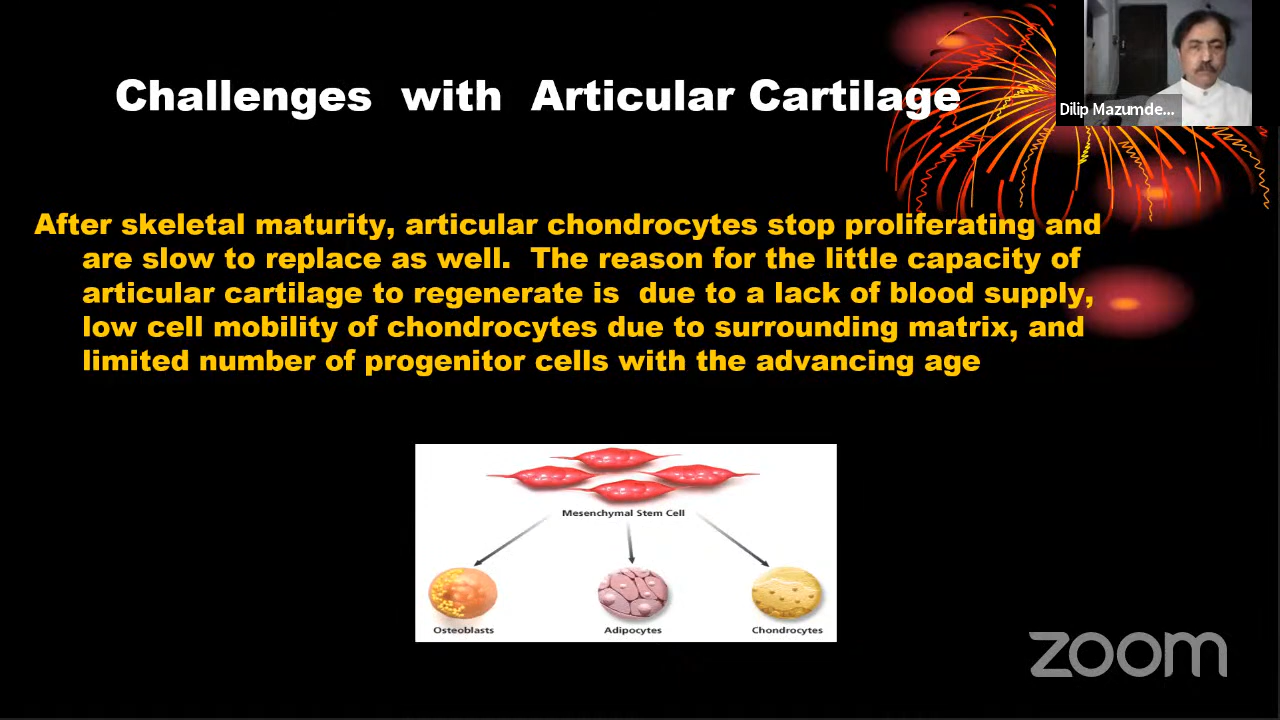 Challenges with Articular Cartilage
Dilip Mazumde...
After skeletal maturity, articular chondrocytes stop proliferating and
are slow to replace as well. The reason for the little capacity of
articular cartilage to regenerate is due to a lack of blood supply,
low cell mobility of chondrocytes due to surrounding matrix, and
limited number of progenitor cells with the advancing age
Mesenchymal Stem Cell
Osteoblasts
Adipocytes
Chondrocytes
zoom